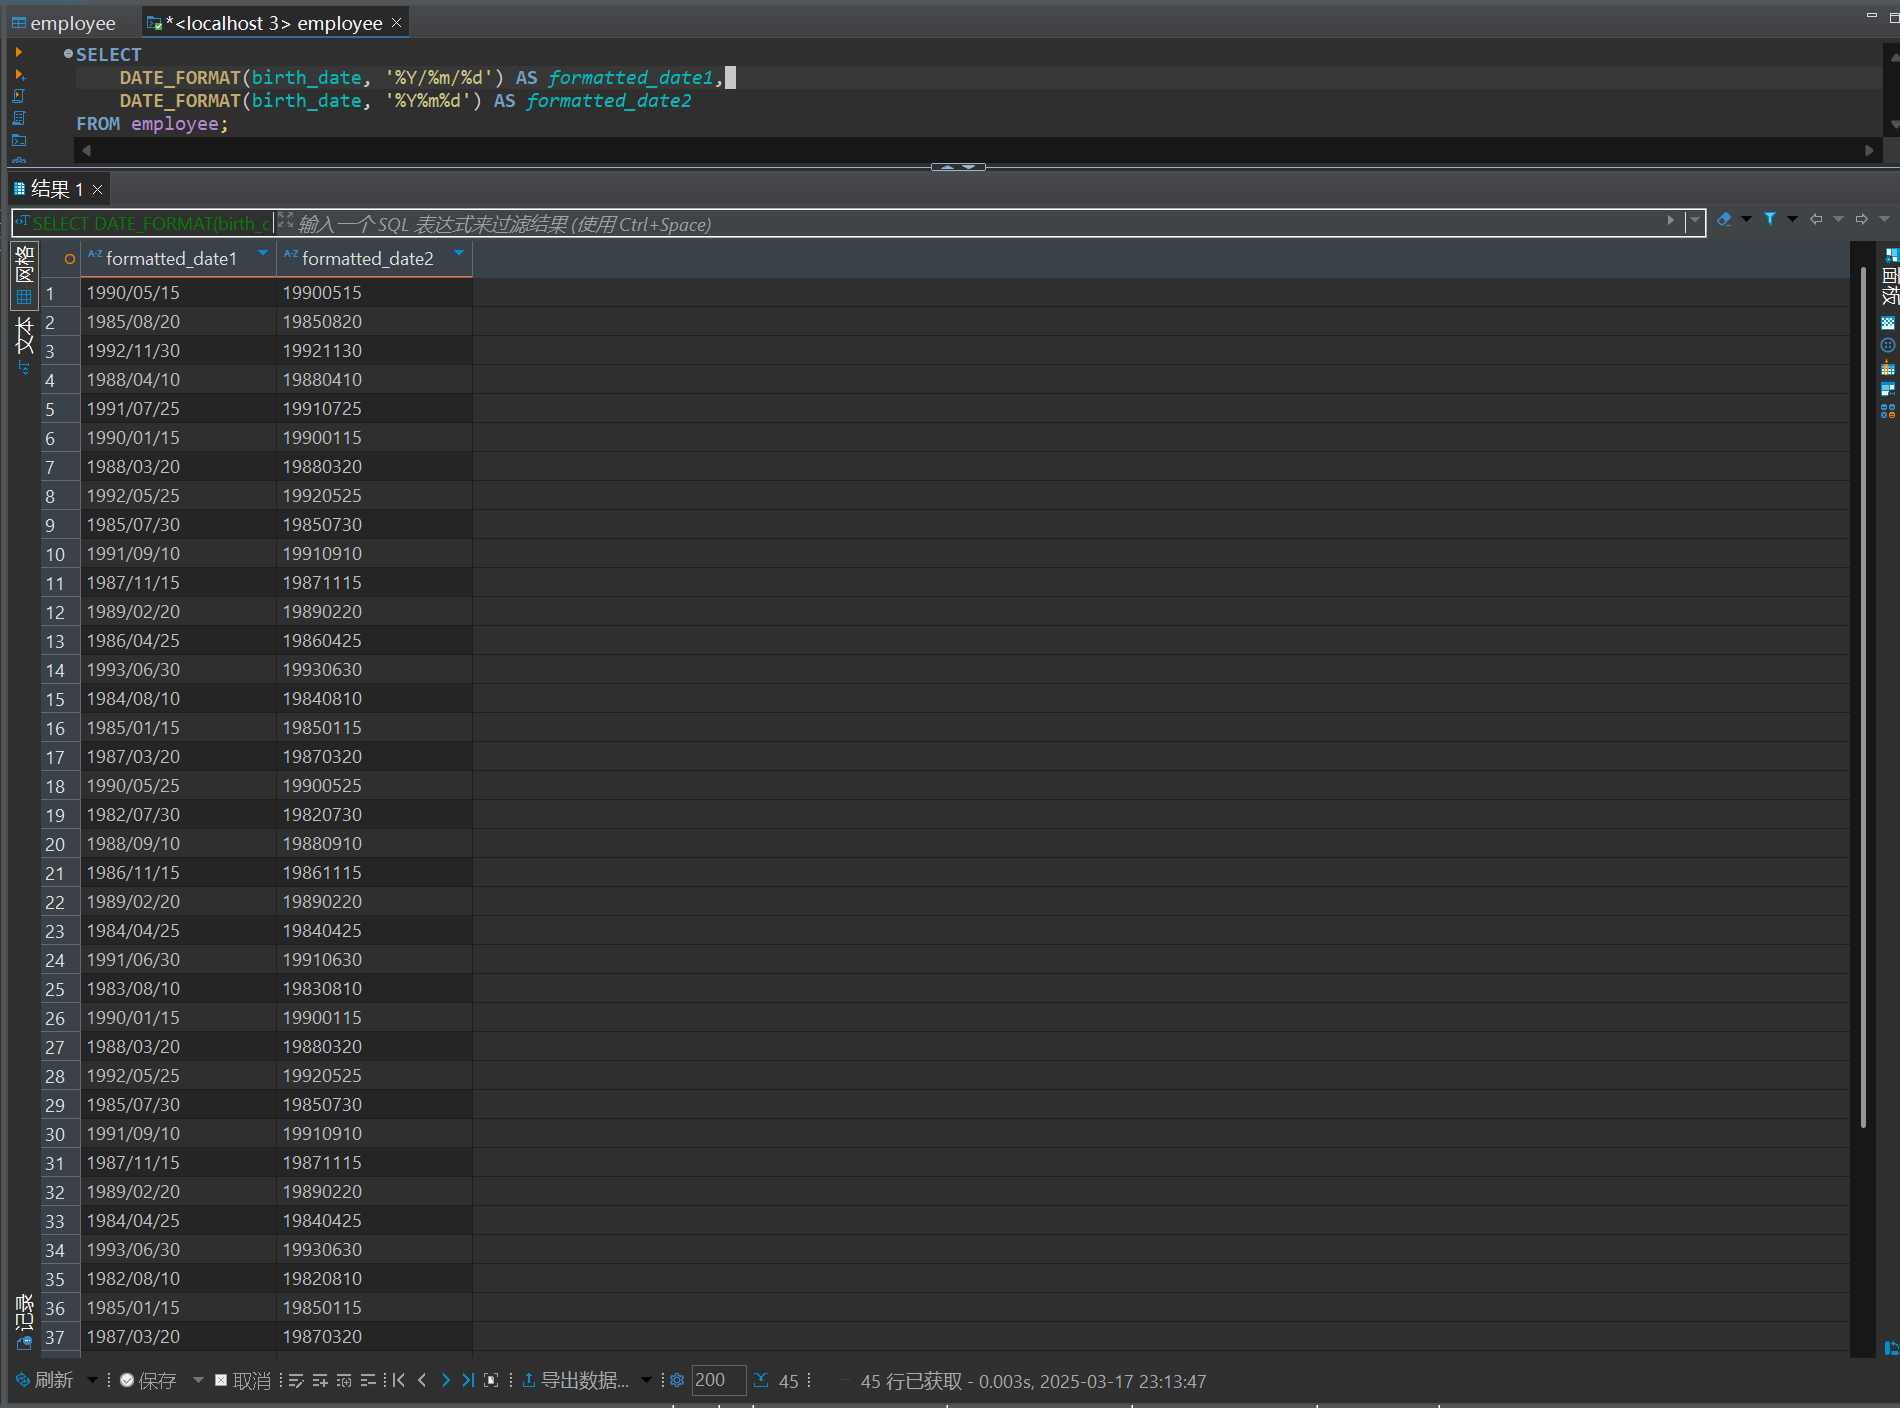 employee
*<localhost 3> employee
SELECT
DATE_FORMAT(birth_date, '%Y/%m/%d') AS formatted_date1,
DATE_FORMAT(birth_date, '%Y%m%d') AS formatted_date2
FROM employee;
结果 1
SELECT DATE_FORMAT(birth_c 输入一个 SQL 表达式来过滤结果 (使用 Ctrl+Space)
网格
文本
记录
面板
A-Z formatted_date1 A-Z formatted_date2
1 1990/05/15 19900515
2 1985/08/20 19850820
3 1992/11/30 19921130
4 1988/04/10 19880410
5 1991/07/25 19910725
6 1990/01/15 19900115
7 1988/03/20 19880320
8 1992/05/25 19920525
9 1985/07/30 19850730
10 1991/09/10 19910910
11 1987/11/15 19871115
12 1989/02/20 19890220
13 1986/04/25 19860425
14 1993/06/30 19930630
15 1984/08/10 19840810
16 1985/01/15 19850115
17 1987/03/20 19870320
18 1990/05/25 19900525
19 1982/07/30 19820730
20 1988/09/10 19880910
21 1986/11/15 19861115
22 1989/02/20 19890220
23 1984/04/25 19840425
24 1991/06/30 19910630
25 1983/08/10 19830810
26 1990/01/15 19900115
27 1988/03/20 19880320
28 1992/05/25 19920525
29 1985/07/30 19850730
30 1991/09/10 19910910
31 1987/11/15 19871115
32 1989/02/20 19890220
33 1984/04/25 19840425
34 1993/06/30 19930630
35 1982/08/10 19820810
36 1985/01/15 19850115
37 1987/03/20 19870320
刷新 保存 取消 导出数据... 200 45 45 行已获取 - 0.003s, 2025-03-17 23:13:47